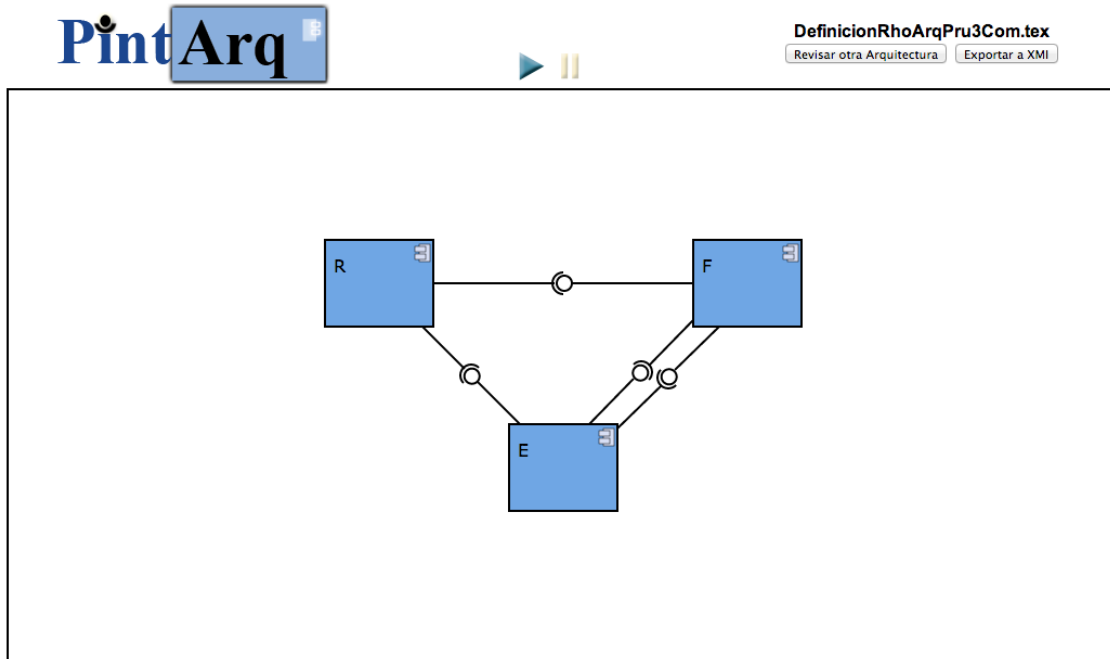 PintArq
DefinicionRhoArqPru3Com.tex
Revisar otra Arquitectura Exportar a XMI
R
F
E